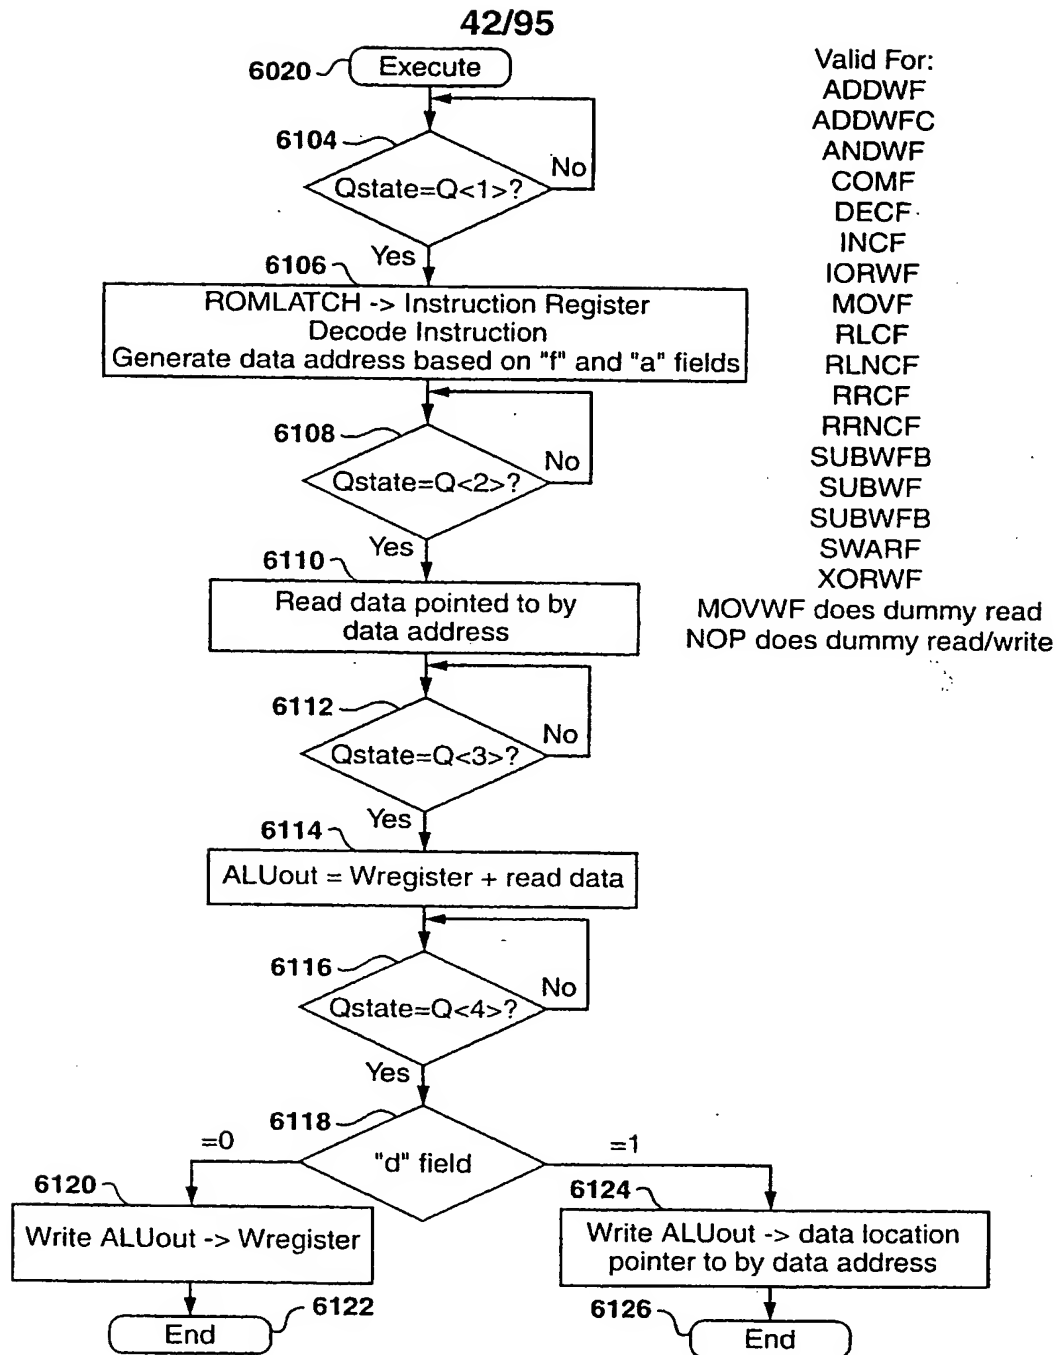 42/95
6020
Execute
6104
Qstate=Q<1>?
No
Yes
6106
ROMLATCH -> Instruction Register
Decode Instruction
Generate data address based on "f" and "a" fields
6108
Qstate=Q<2>?
No
Yes
6110
Read data pointed to by
data address
6112
Qstate=Q<3>?
No
Yes
6114
ALUout = Wregister + read data
6116
Qstate=Q<4>?
No
Yes
6118
"d" field
=0
=1
6120
Write ALUout -> Wregister
6122
End
6124
Write ALUout -> data location
pointer to by data address
6126
End
Valid For:
ADDWF
ADDWFC
ANDWF
COMF
DECF
INCF
IORWF
MOVF
RLCF
RLNCF
RRCF
RRNCF
SUBWFB
SUBWF
SUBWFB
SWARF
XORWF
MOVWF does dummy read
NOP does dummy read/write